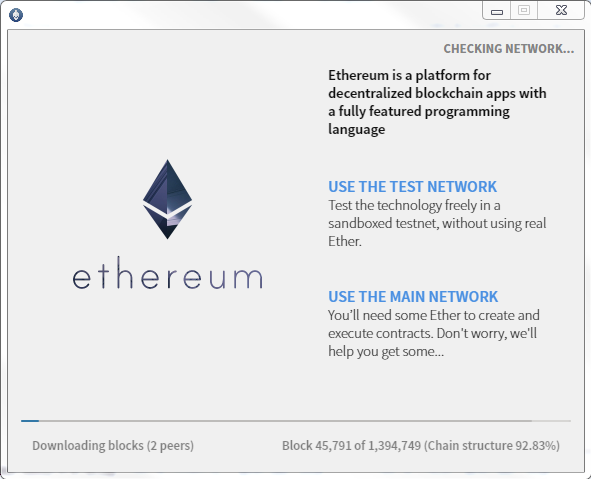 CHECKING NETWORK...
Ethereum is a platform for
decentralized blockchain apps with
a fully featured programming
language
ethereum
USE THE TEST NETWORK
Test the technology freely in a
sandboxed testnet, without using real
Ether.
USE THE MAIN NETWORK
You'll need some Ether to create and
execute contracts. Don't worry, we'll
help you get some...
Downloading blocks (2 peers)
Block 45,791 of 1,394,749 (Chain structure 92.83%)